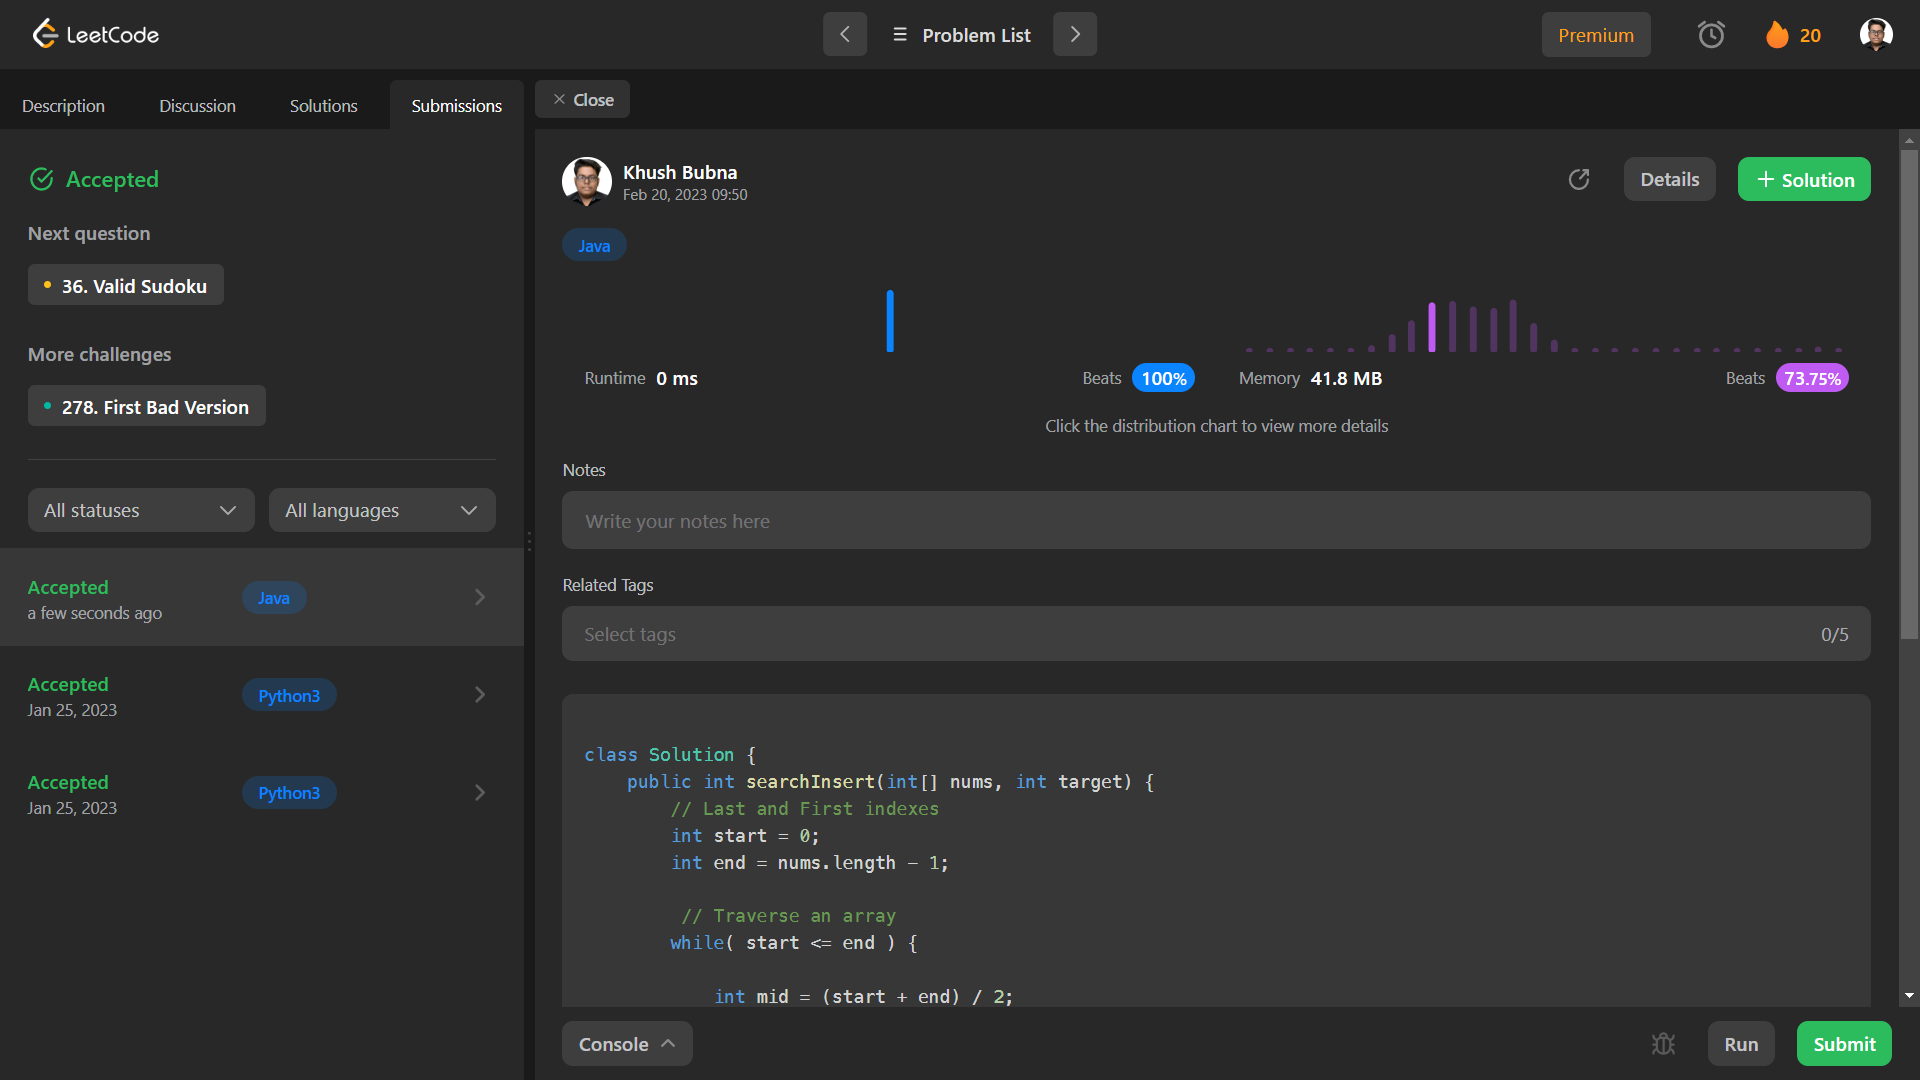 LeetCode
Problem List
Premium
20
Description Discussion Solutions Submissions
Close
Accepted
Next question
36. Valid Sudoku
More challenges
278. First Bad Version
All statuses All languages
Accepted
a few seconds ago
Java
Accepted
Jan 25, 2023
Python3
Accepted
Jan 25, 2023
Python3
Khush Bubna
Feb 20, 2023 09:50
Details
+ Solution
Java
Runtime 0 ms
Beats 100%
Memory 41.8 MB
Beats 73.75%
Click the distribution chart to view more details
Notes
Write your notes here
Related Tags
Select tags 0/5
class Solution {
    public int searchInsert(int[] nums, int target) {
        // Last and First indexes
        int start = 0;
        int end = nums.length - 1;
         // Traverse an array
        while( start <= end ) {
            int mid = (start + end) / 2;
Console
Run
Submit